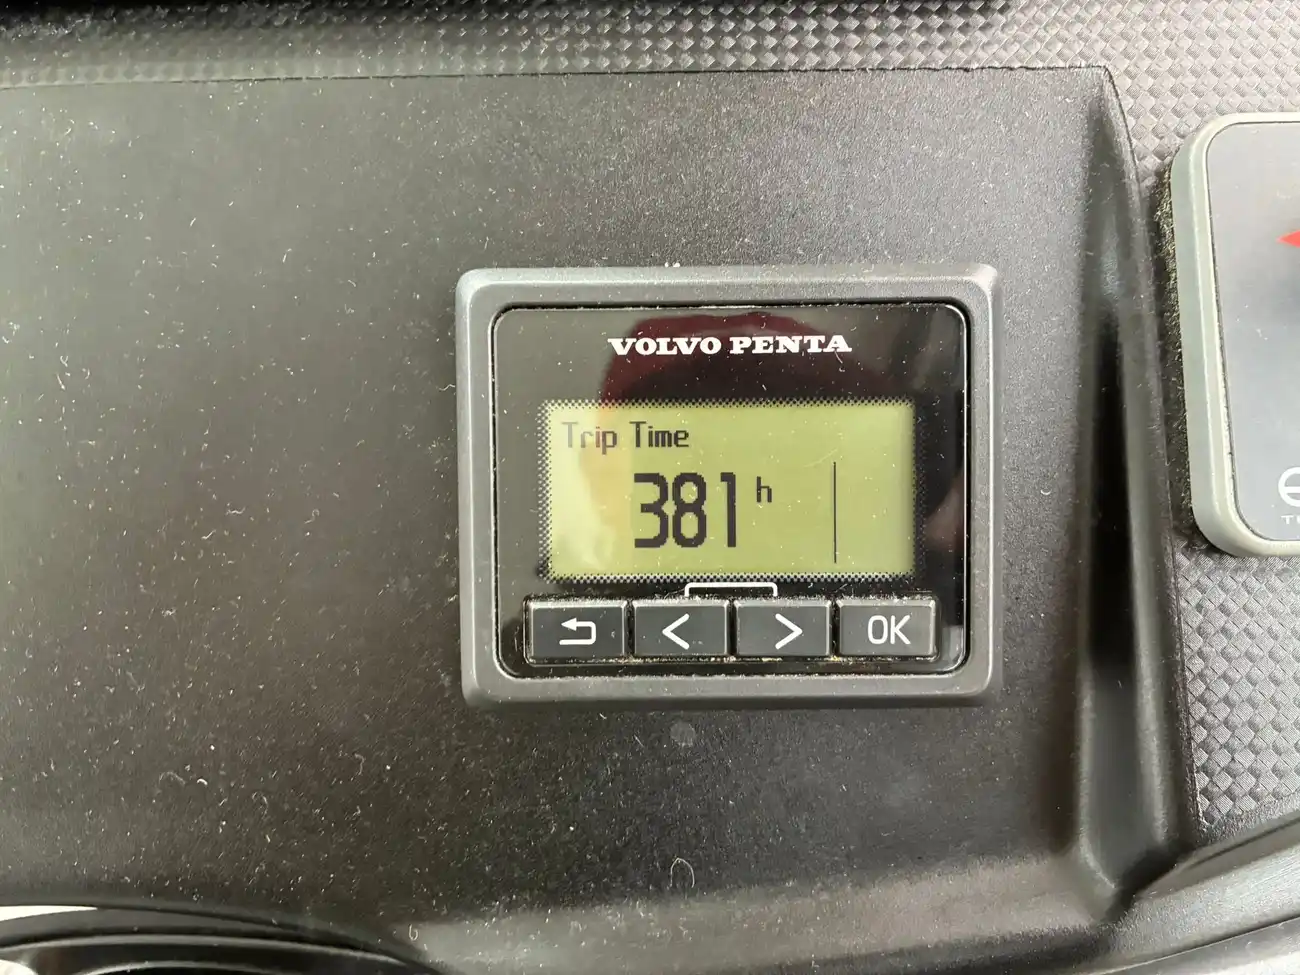 VOLVO PENTA
Trip Time
381 h
OK